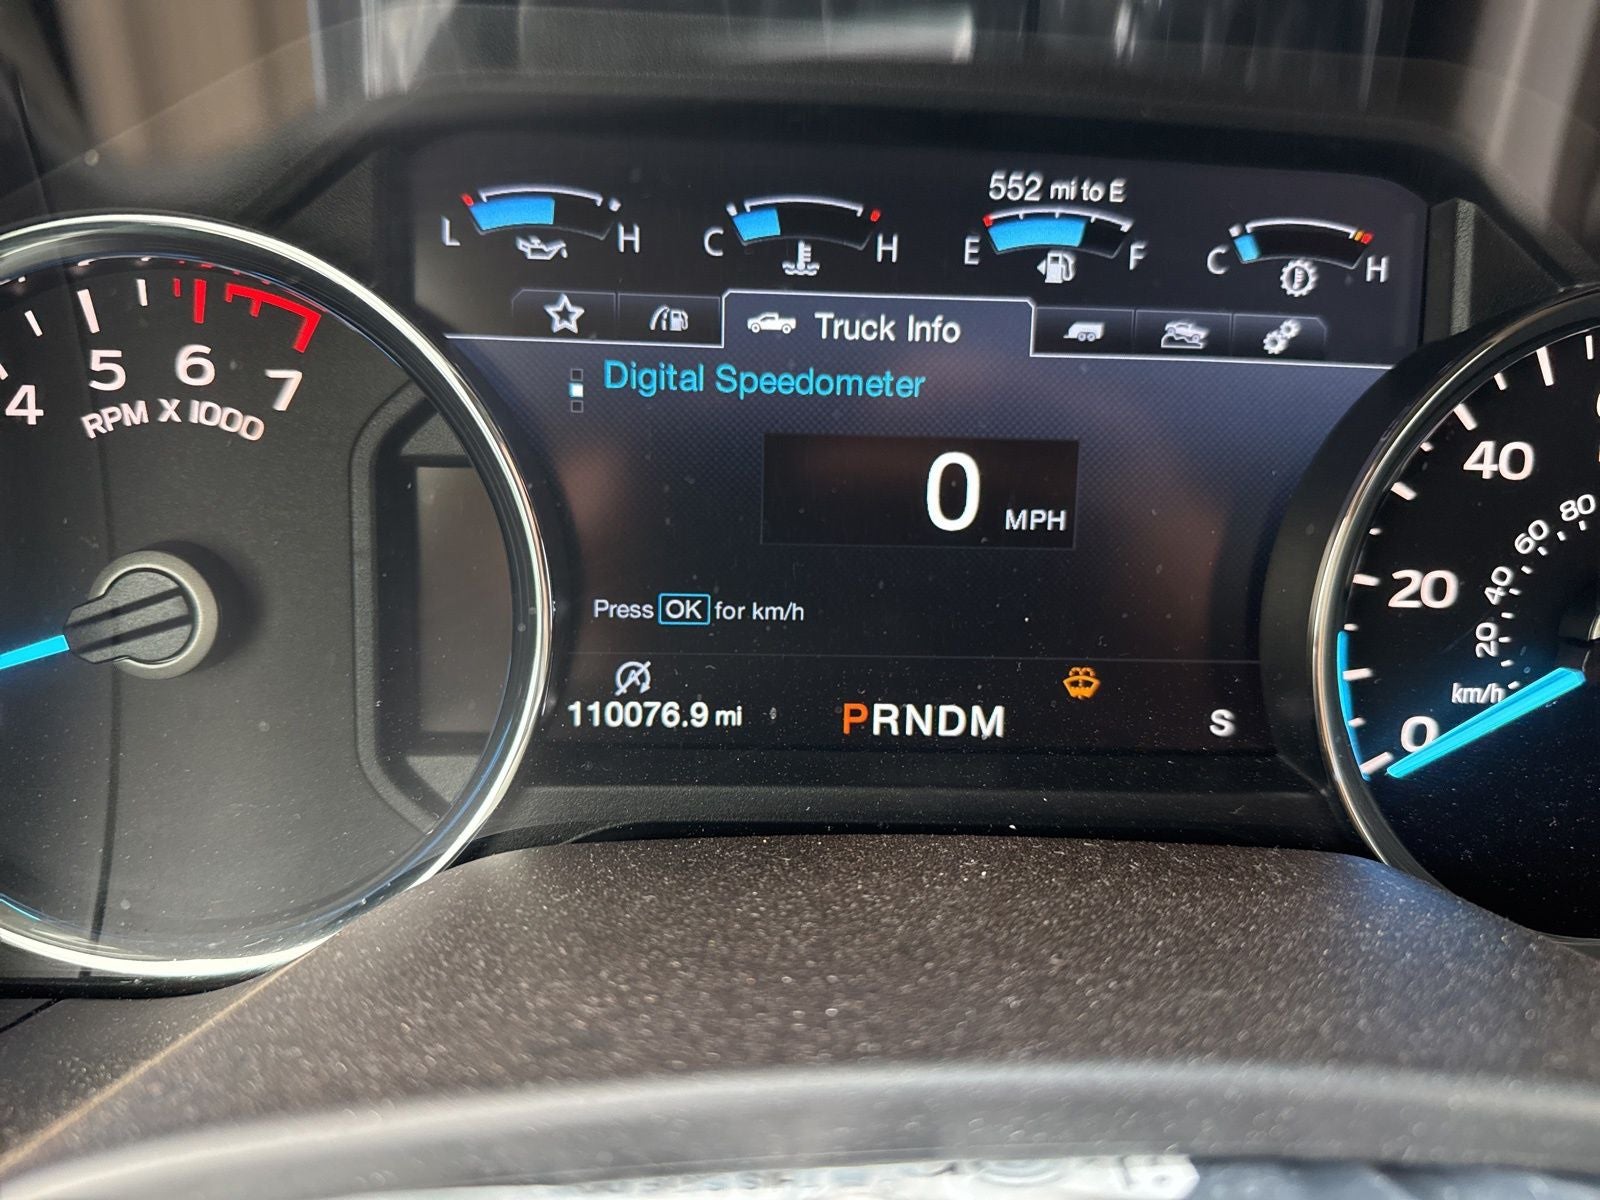 552 mi to E
L H C H E F C H
Truck Info
Digital Speedometer
0 MPH
Press OK for km/h
110076.9 mi PRNDM S
4 5 6 7
RPM X 1000
40
20
0
80
60
40
20
km/h